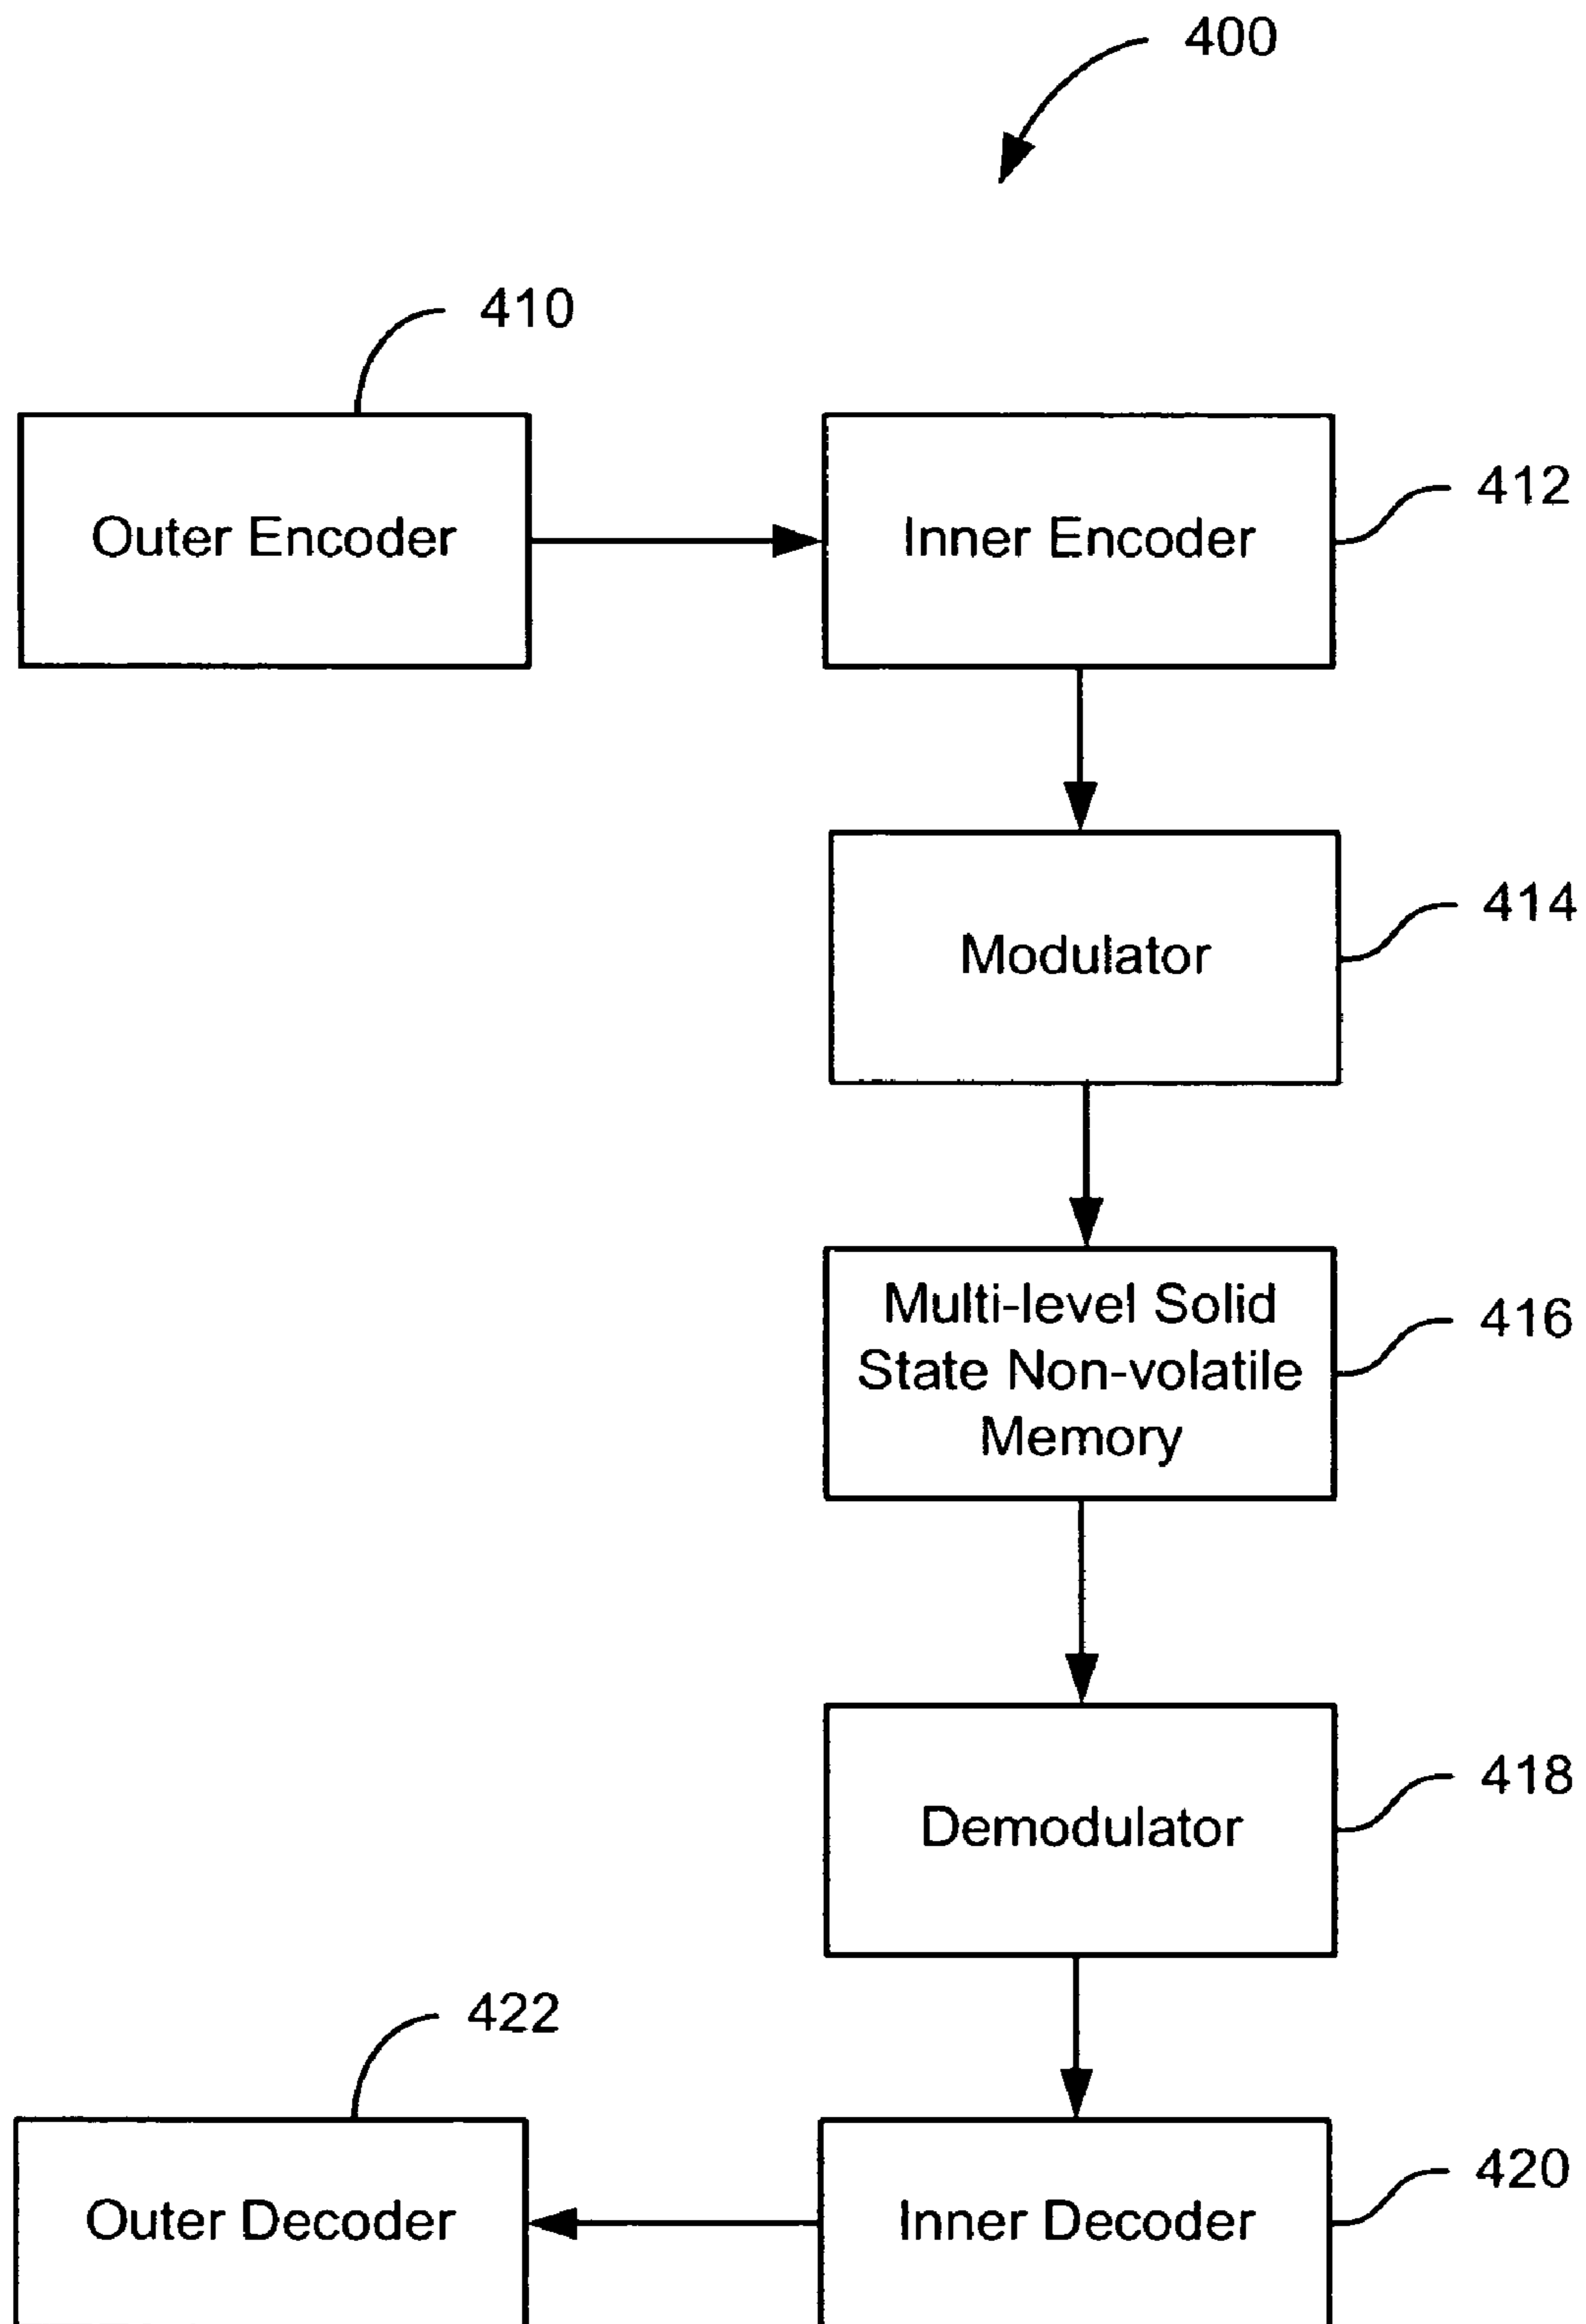 400
410
Outer Encoder
Inner Encoder
412
Modulator
414
Multi-level Solid
State Non-volatile
Memory
416
Demodulator
418
422
Outer Decoder
Inner Decoder
420